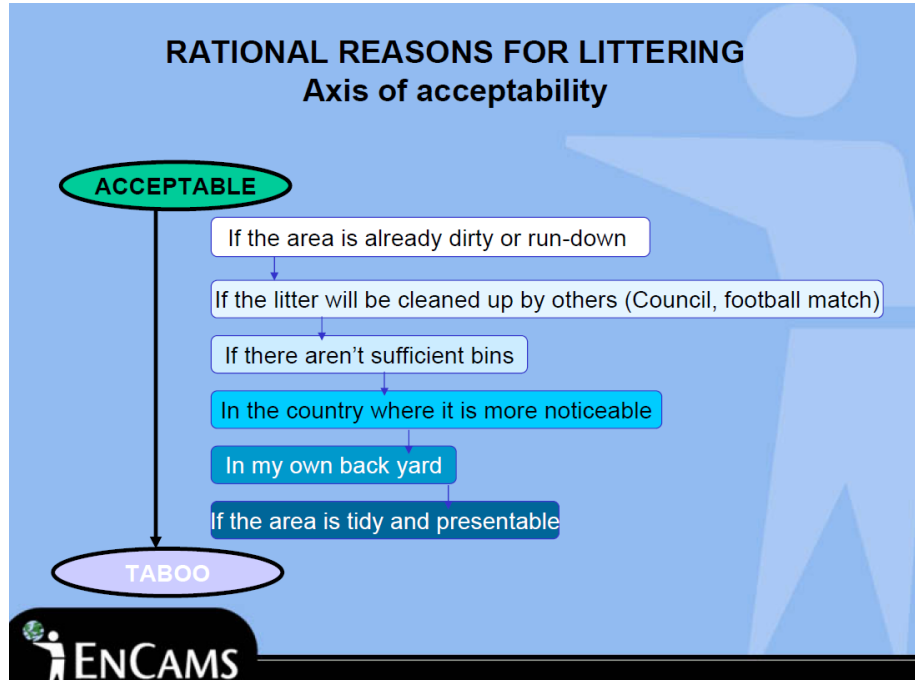 RATIONAL REASONS FOR LITTERING
Axis of acceptability
ACCEPTABLE
If the area is already dirty or run-down
If the litter will be cleaned up by others (Council, football match)
If there aren’t sufficient bins
In the country where it is more noticeable
In my own back yard
If the area is tidy and presentable
TABOO
ENCAMS